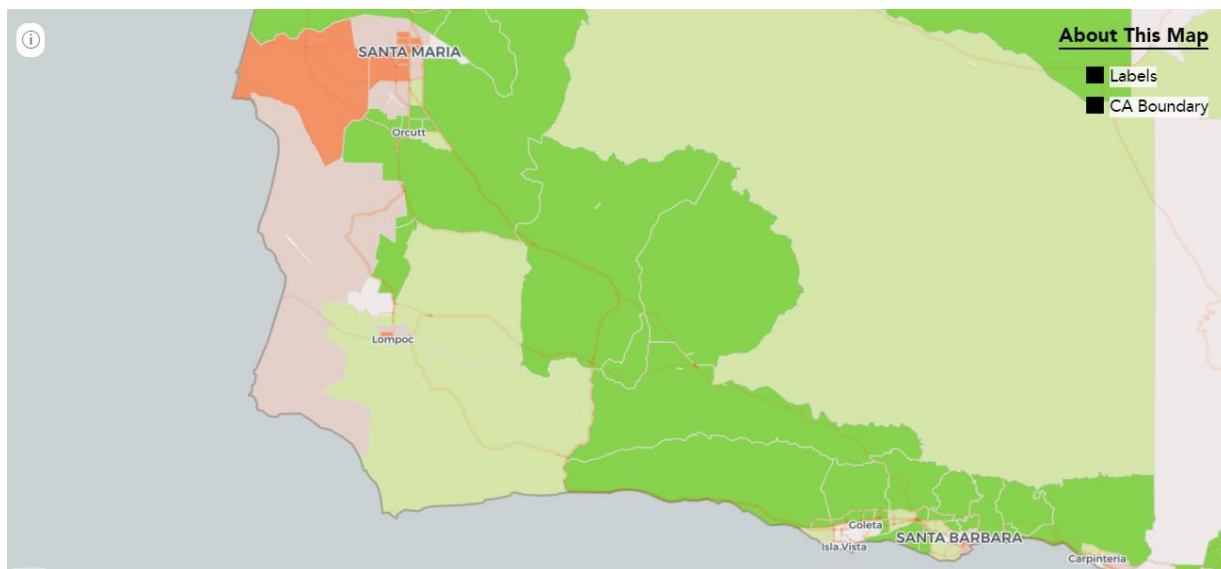 ⓘ
About This Map
Labels
CA Boundary
SANTA MARIA
Orcutt
Lompoc
Goleta
Isla Vista
SANTA BARBARA
Carpinteria